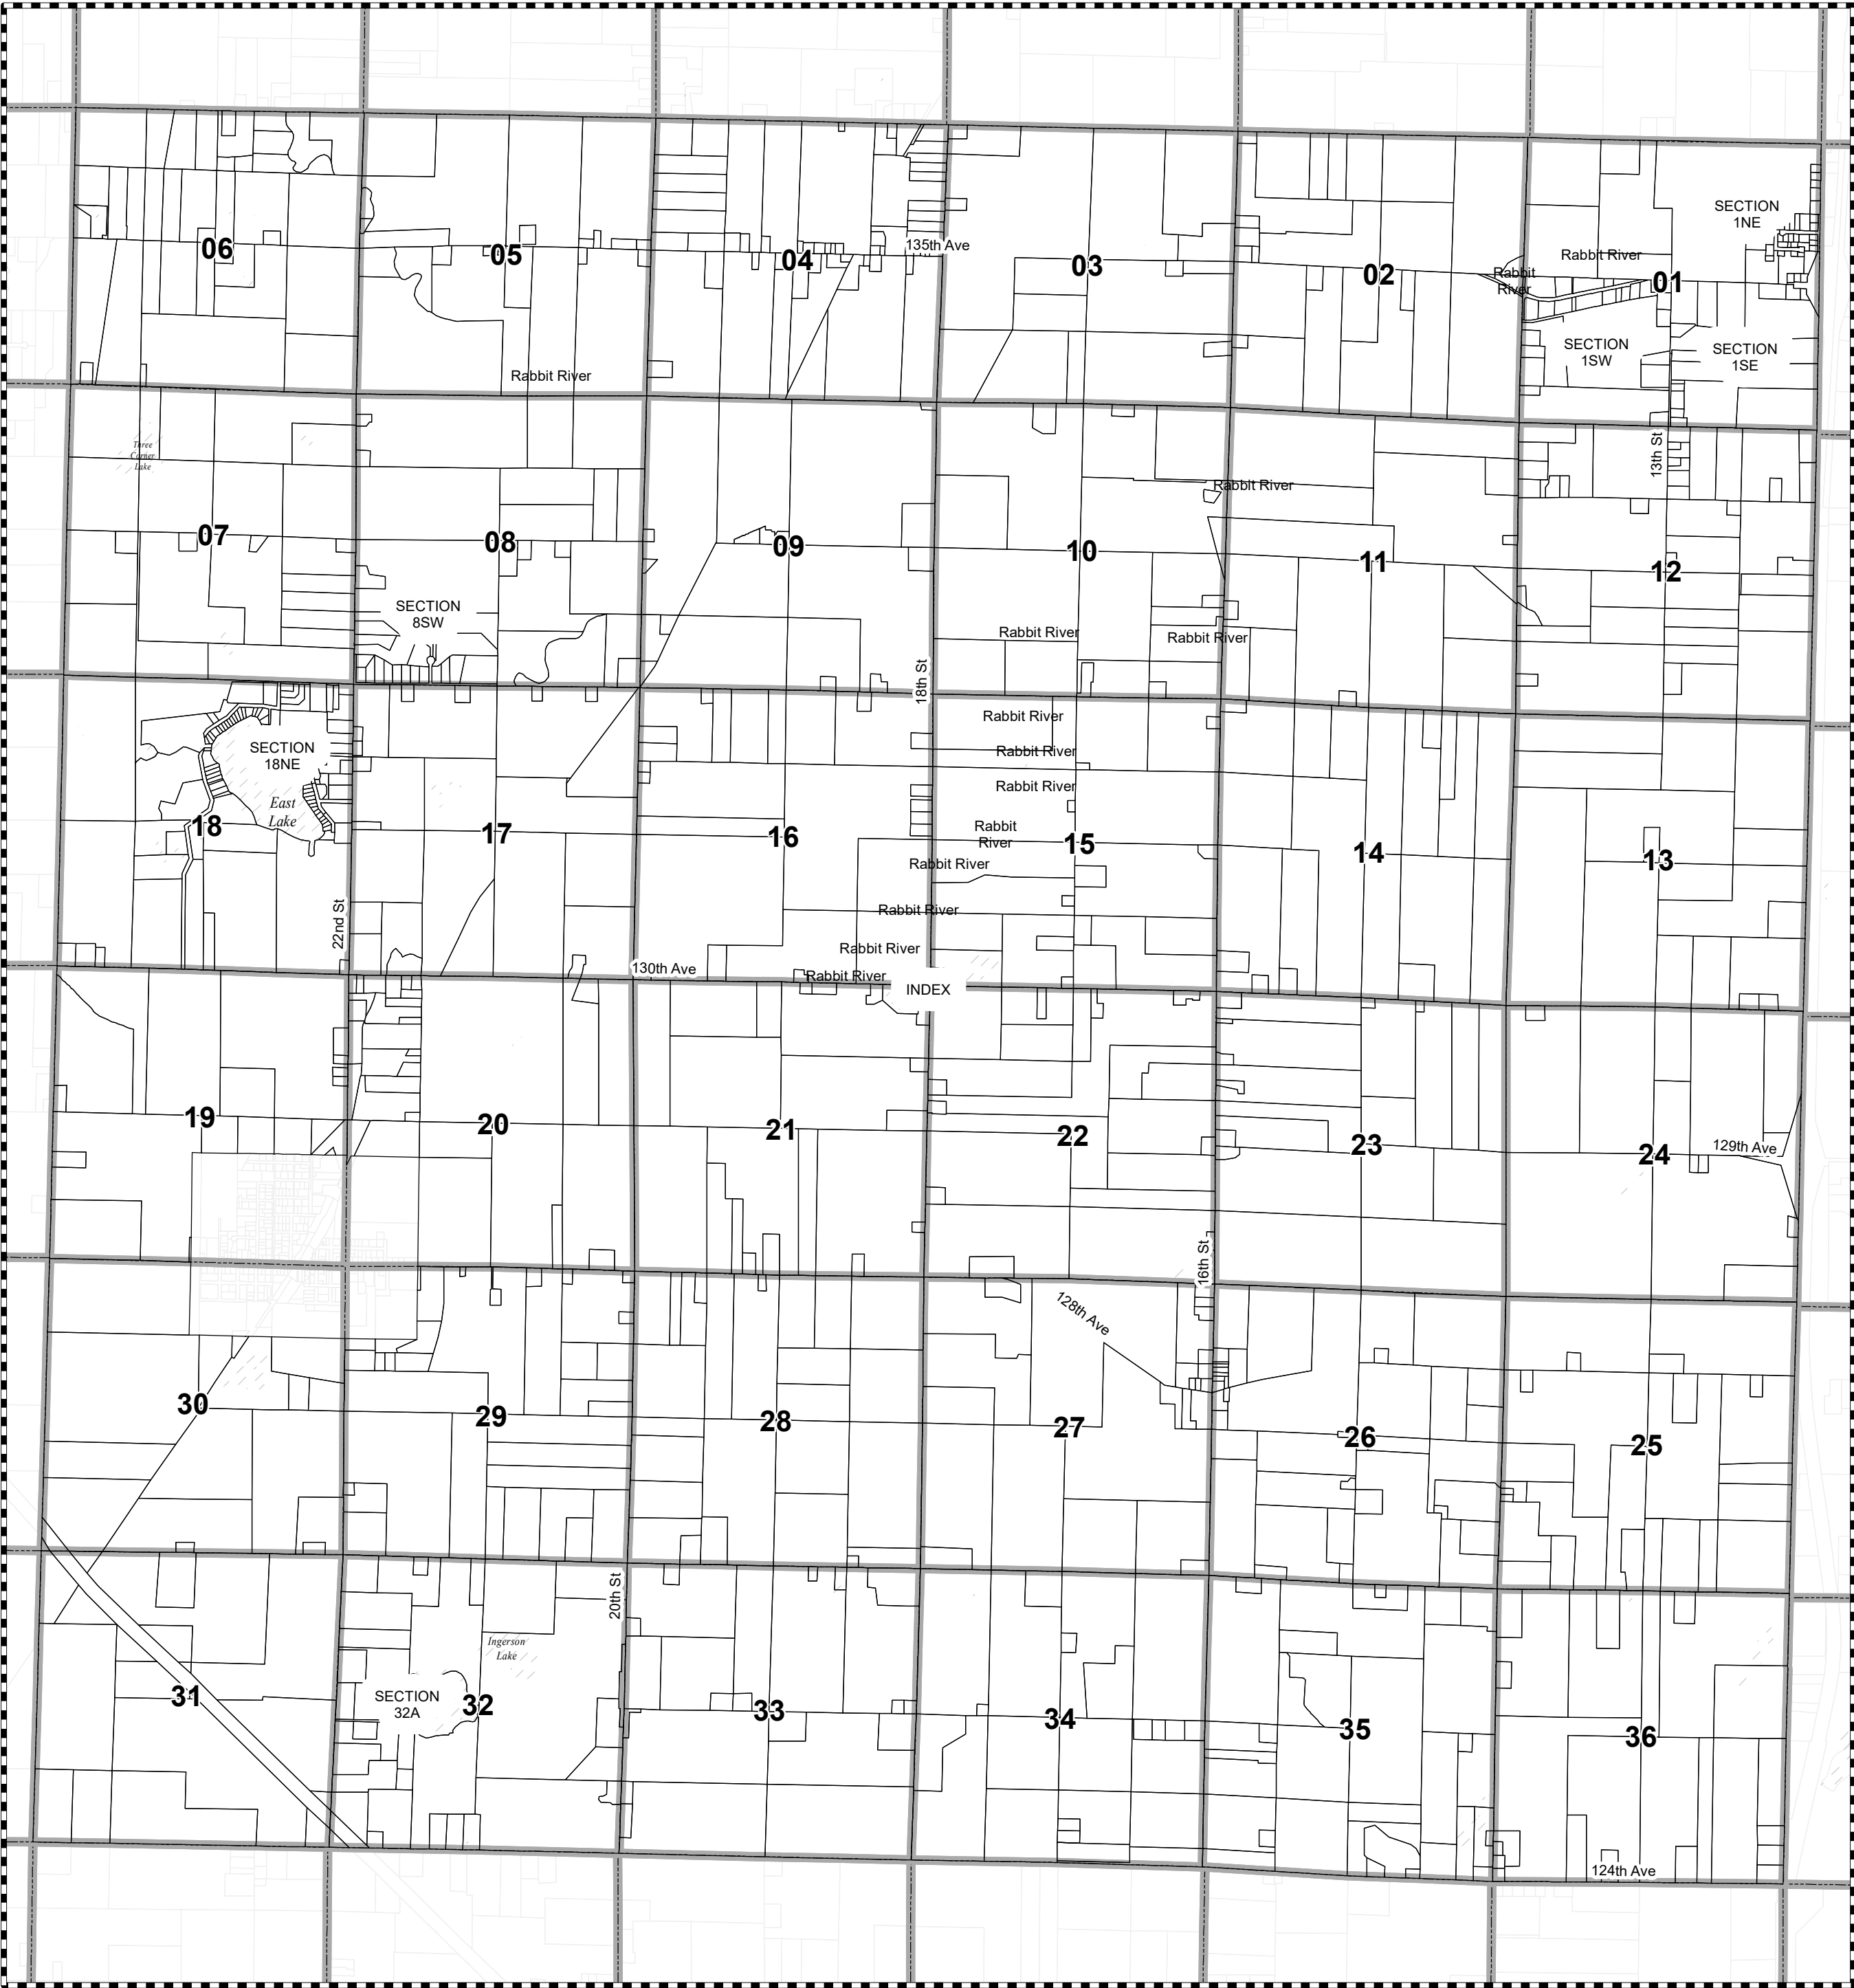 SECTION
1NE
06
05
04
135th Ave
03
02
Rabbit River
Rabbit
River
01
SECTION
1SW
SECTION
1SE
Rabbit River
Three
Corner
Lake
13th St
Rabbit River
07
08
09
10
11
12
SECTION
8SW
Rabbit River
Rabbit River
18th St
Rabbit River
SECTION
18NE
Rabbit River
Rabbit River
East
Lake
18
17
16
Rabbit
River
15
14
13
Rabbit River
22nd St
Rabbit River
Rabbit River
130th Ave
Rabbit River
INDEX
19
20
21
22
23
24
129th Ave
16th St
128th Ave
30
29
28
27
26
25
20th St
Ingerson
Lake
SECTION
32A
31
32
33
34
35
36
124th Ave